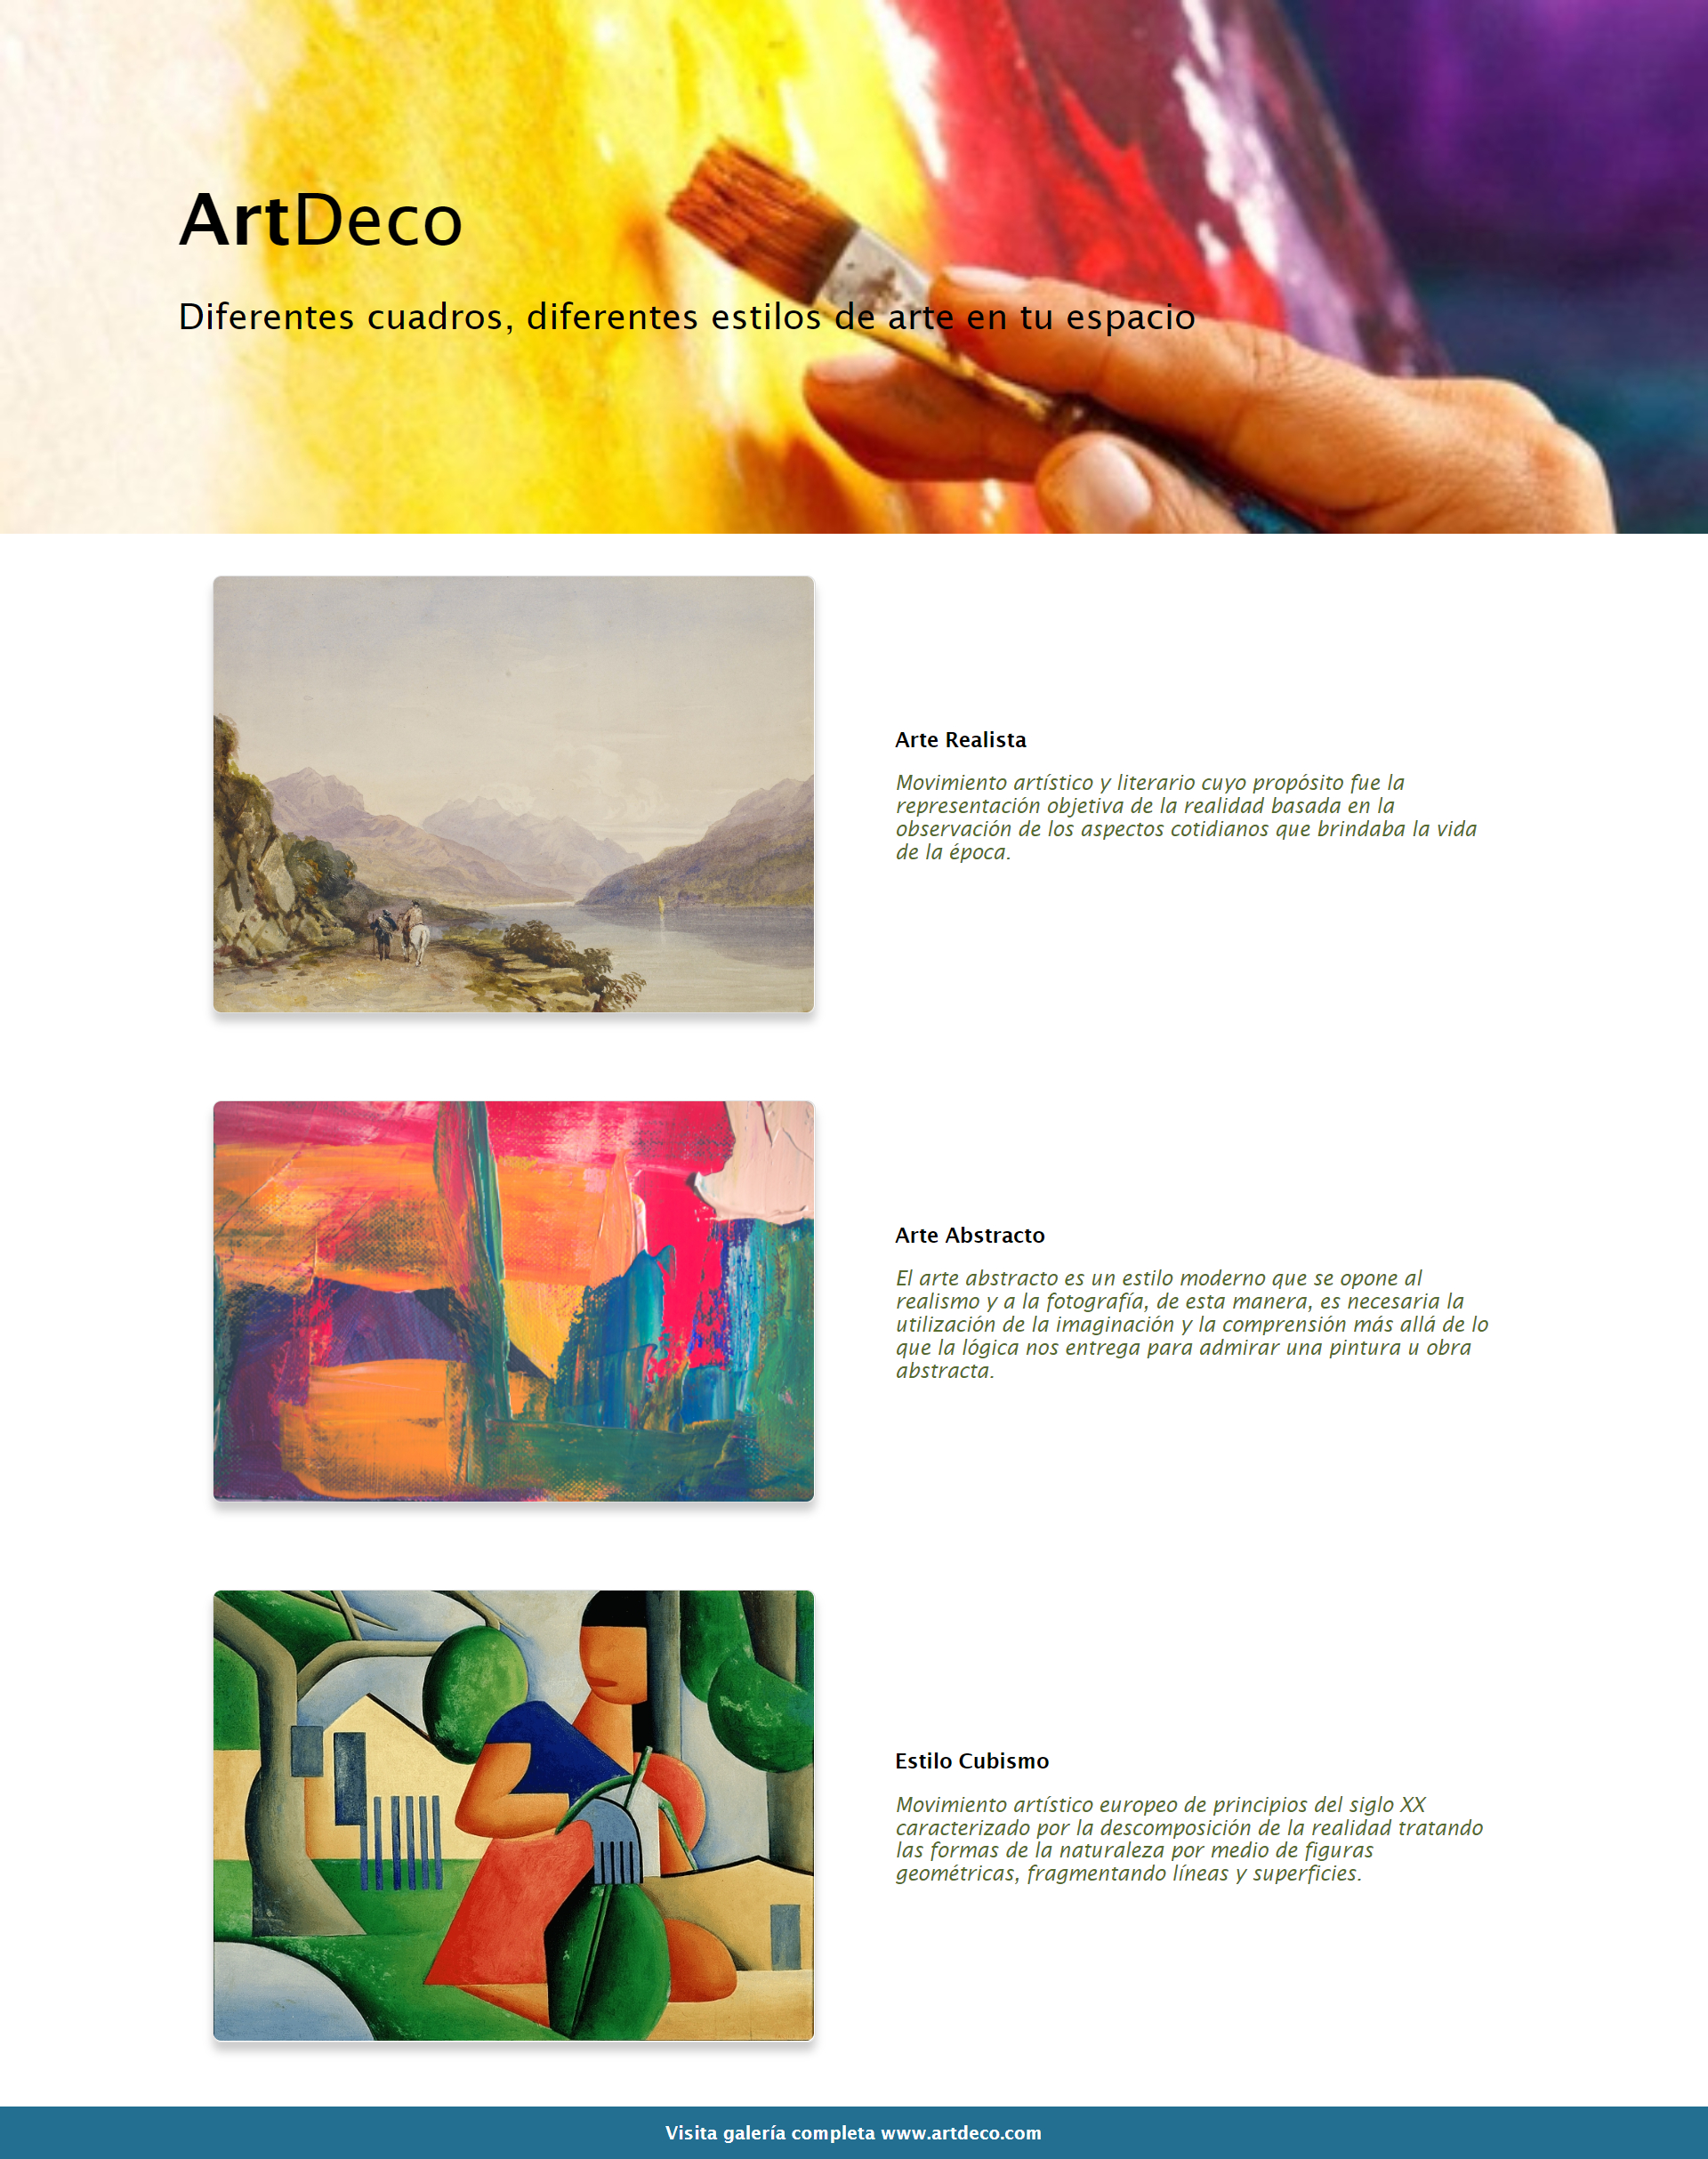 ArtDeco
Diferentes cuadros, diferentes estilos de arte en tu espacio
Arte Realista
Movimiento artístico y literario cuyo propósito fue la
representación objetiva de la realidad basada en la
observación de los aspectos cotidianos que brindaba la vida
de la época.
Arte Abstracto
El arte abstracto es un estilo moderno que se opone al
realismo y a la fotografía, de esta manera, es necesaria la
utilización de la imaginación y la comprensión más allá de lo
que la lógica nos entrega para admirar una pintura u obra
abstracta.
Estilo Cubismo
Movimiento artístico europeo de principios del siglo XX
caracterizado por la descomposición de la realidad tratando
las formas de la naturaleza por medio de figuras
geométricas, fragmentando líneas y superficies.
Visita galería completa www.artdeco.com